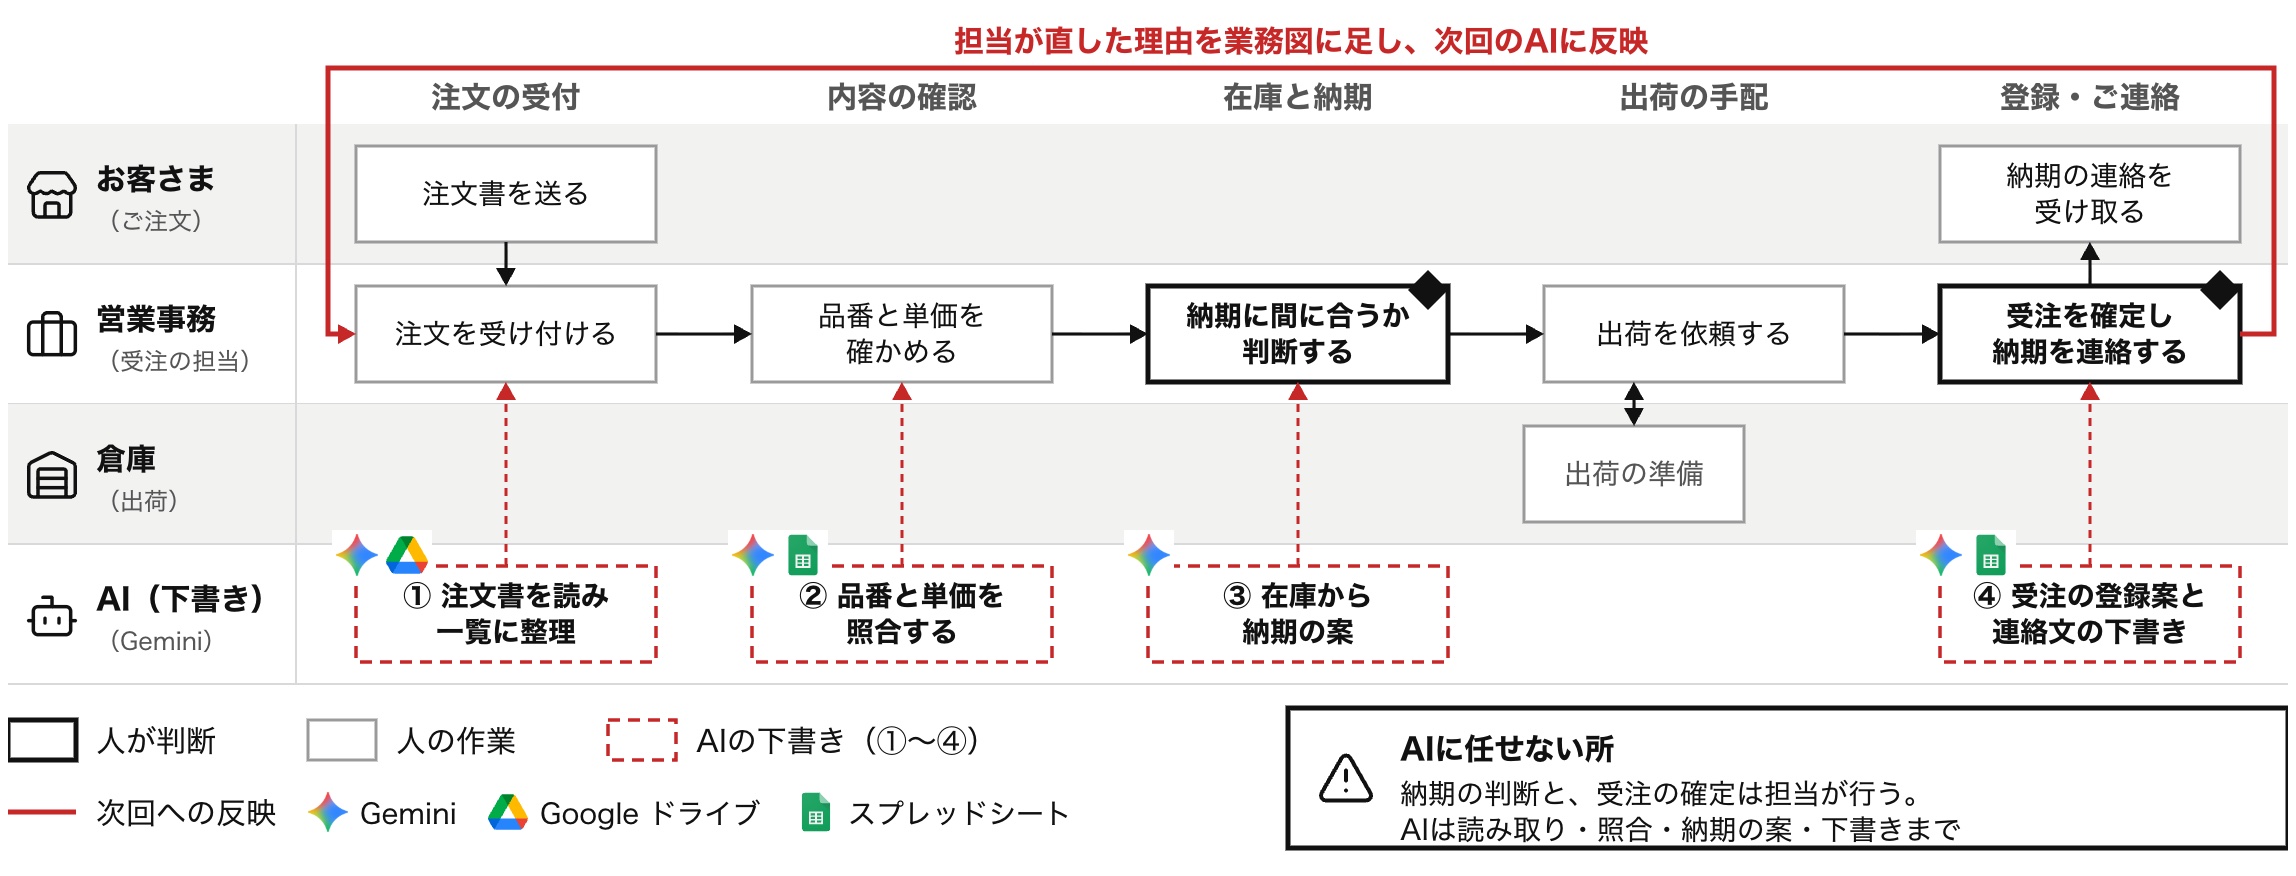 担当が直した理由を業務図に足し、次回のAIに反映
注文の受付
内容の確認
在庫と納期
出荷の手配
登録・ご連絡
お客さま
（ご注文）
注文書を送る
納期の連絡を
受け取る
営業事務
（受注の担当）
注文を受け付ける
品番と単価を
確かめる
納期に間に合うか
判断する
出荷を依頼する
受注を確定し
納期を連絡する
倉庫
（出荷）
出荷の準備
AI（下書き）
（Gemini）
① 注文書を読み
一覧に整理
② 品番と単価を
照合する
③ 在庫から
納期の案
④ 受注の登録案と
連絡文の下書き
人が判断
人の作業
AIの下書き（①〜④）
次回への反映
Gemini
Google ドライブ
スプレッドシート
AIに任せない所
納期の判断と、受注の確定は担当が行う。
AIは読み取り・照合・納期の案・下書きまで